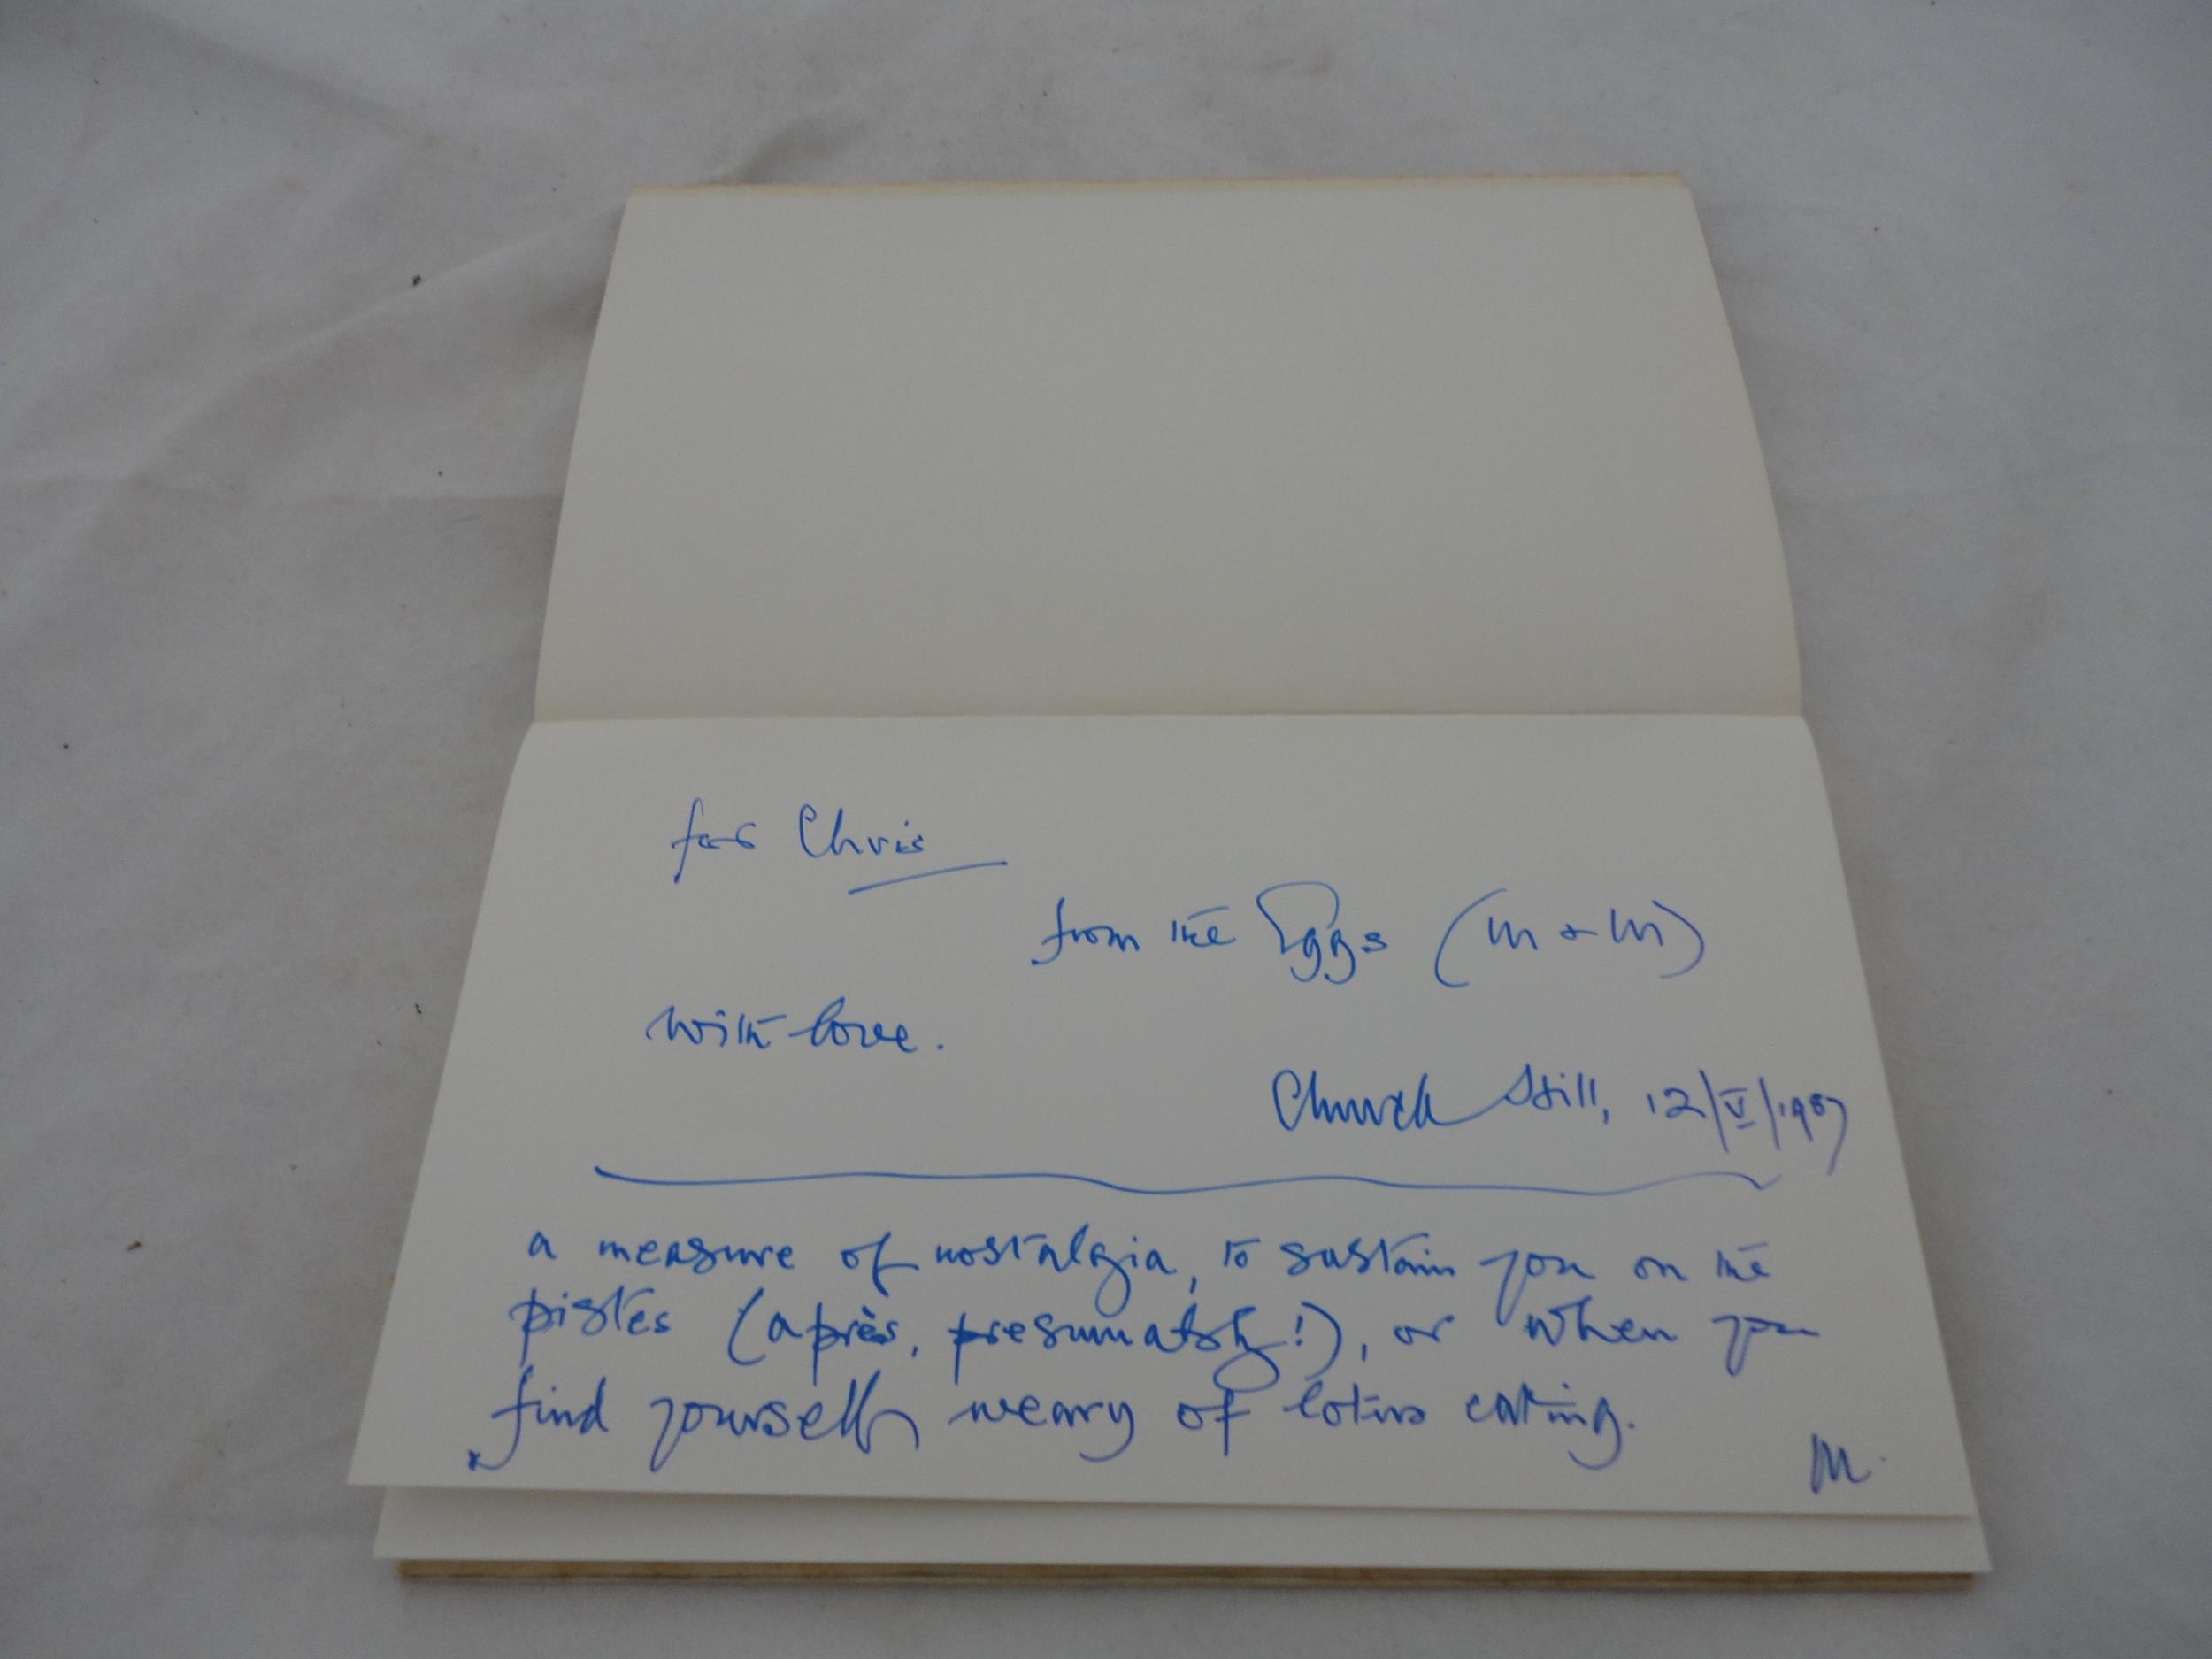 for Chris
from the Eggs (M + M)
with love.
Church Still, 12/V/1987
a measure of nostalgia, to sustain you on the
pistes (après, presumably!), or when you
find yourself weary of lotus eating.
M.